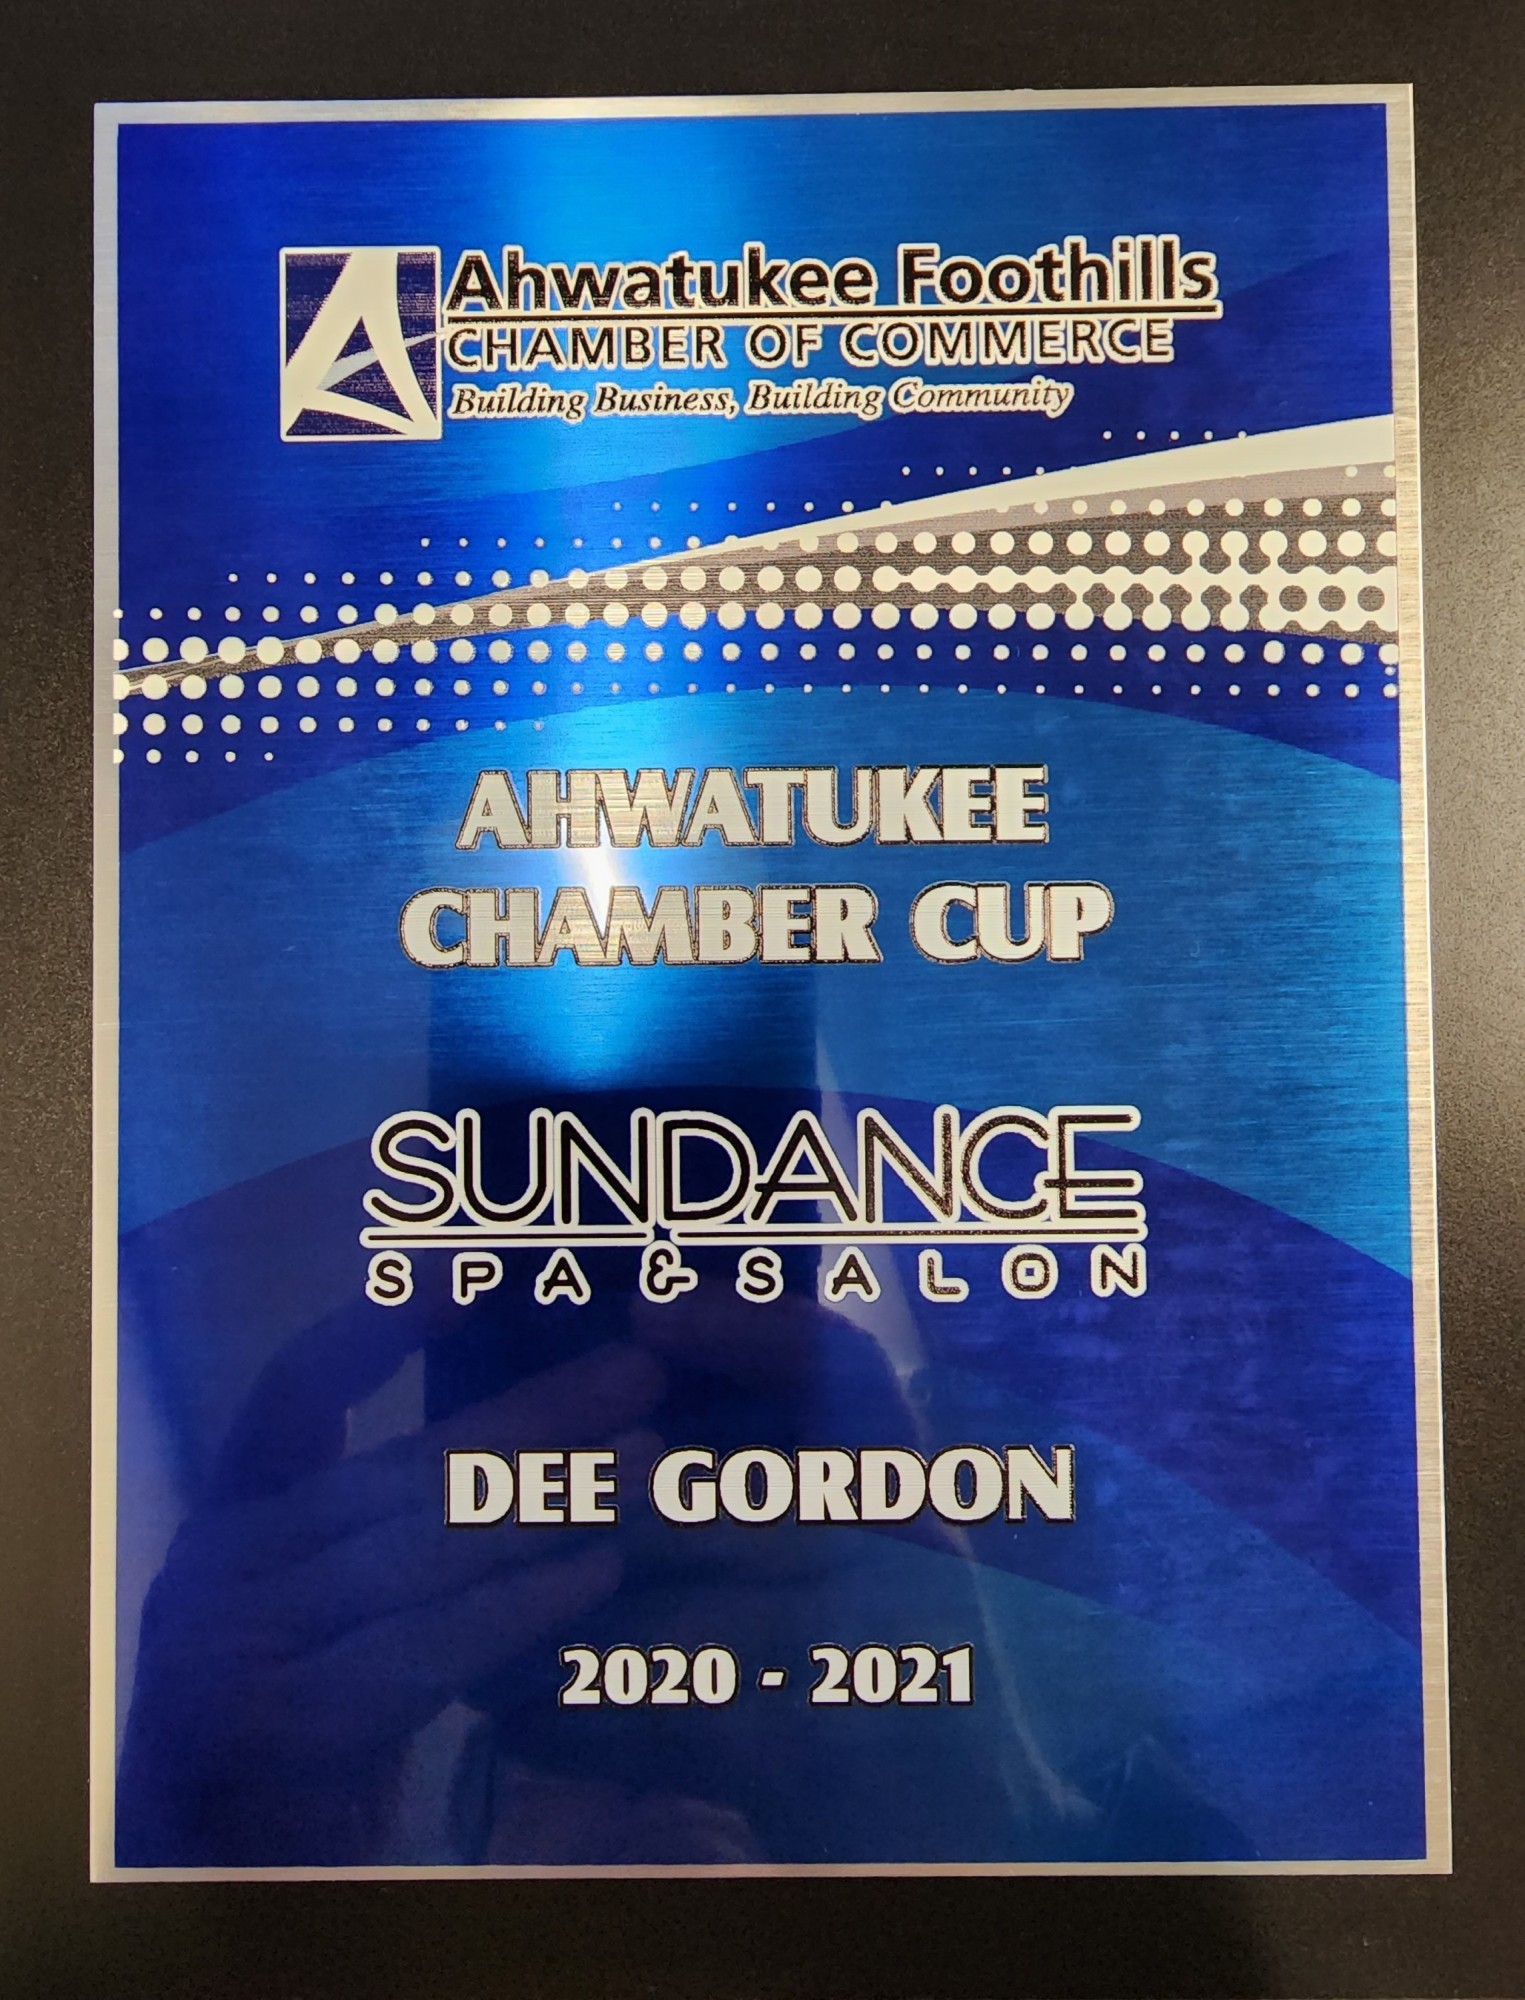 Ahwatukee Foothills
CHAMBER OF COMMERCE
Building Business, Building Community
AHWATUKEE
CHAMBER CUP
SUNDANCE
SPA & SALON
DEE GORDON
2020 - 2021